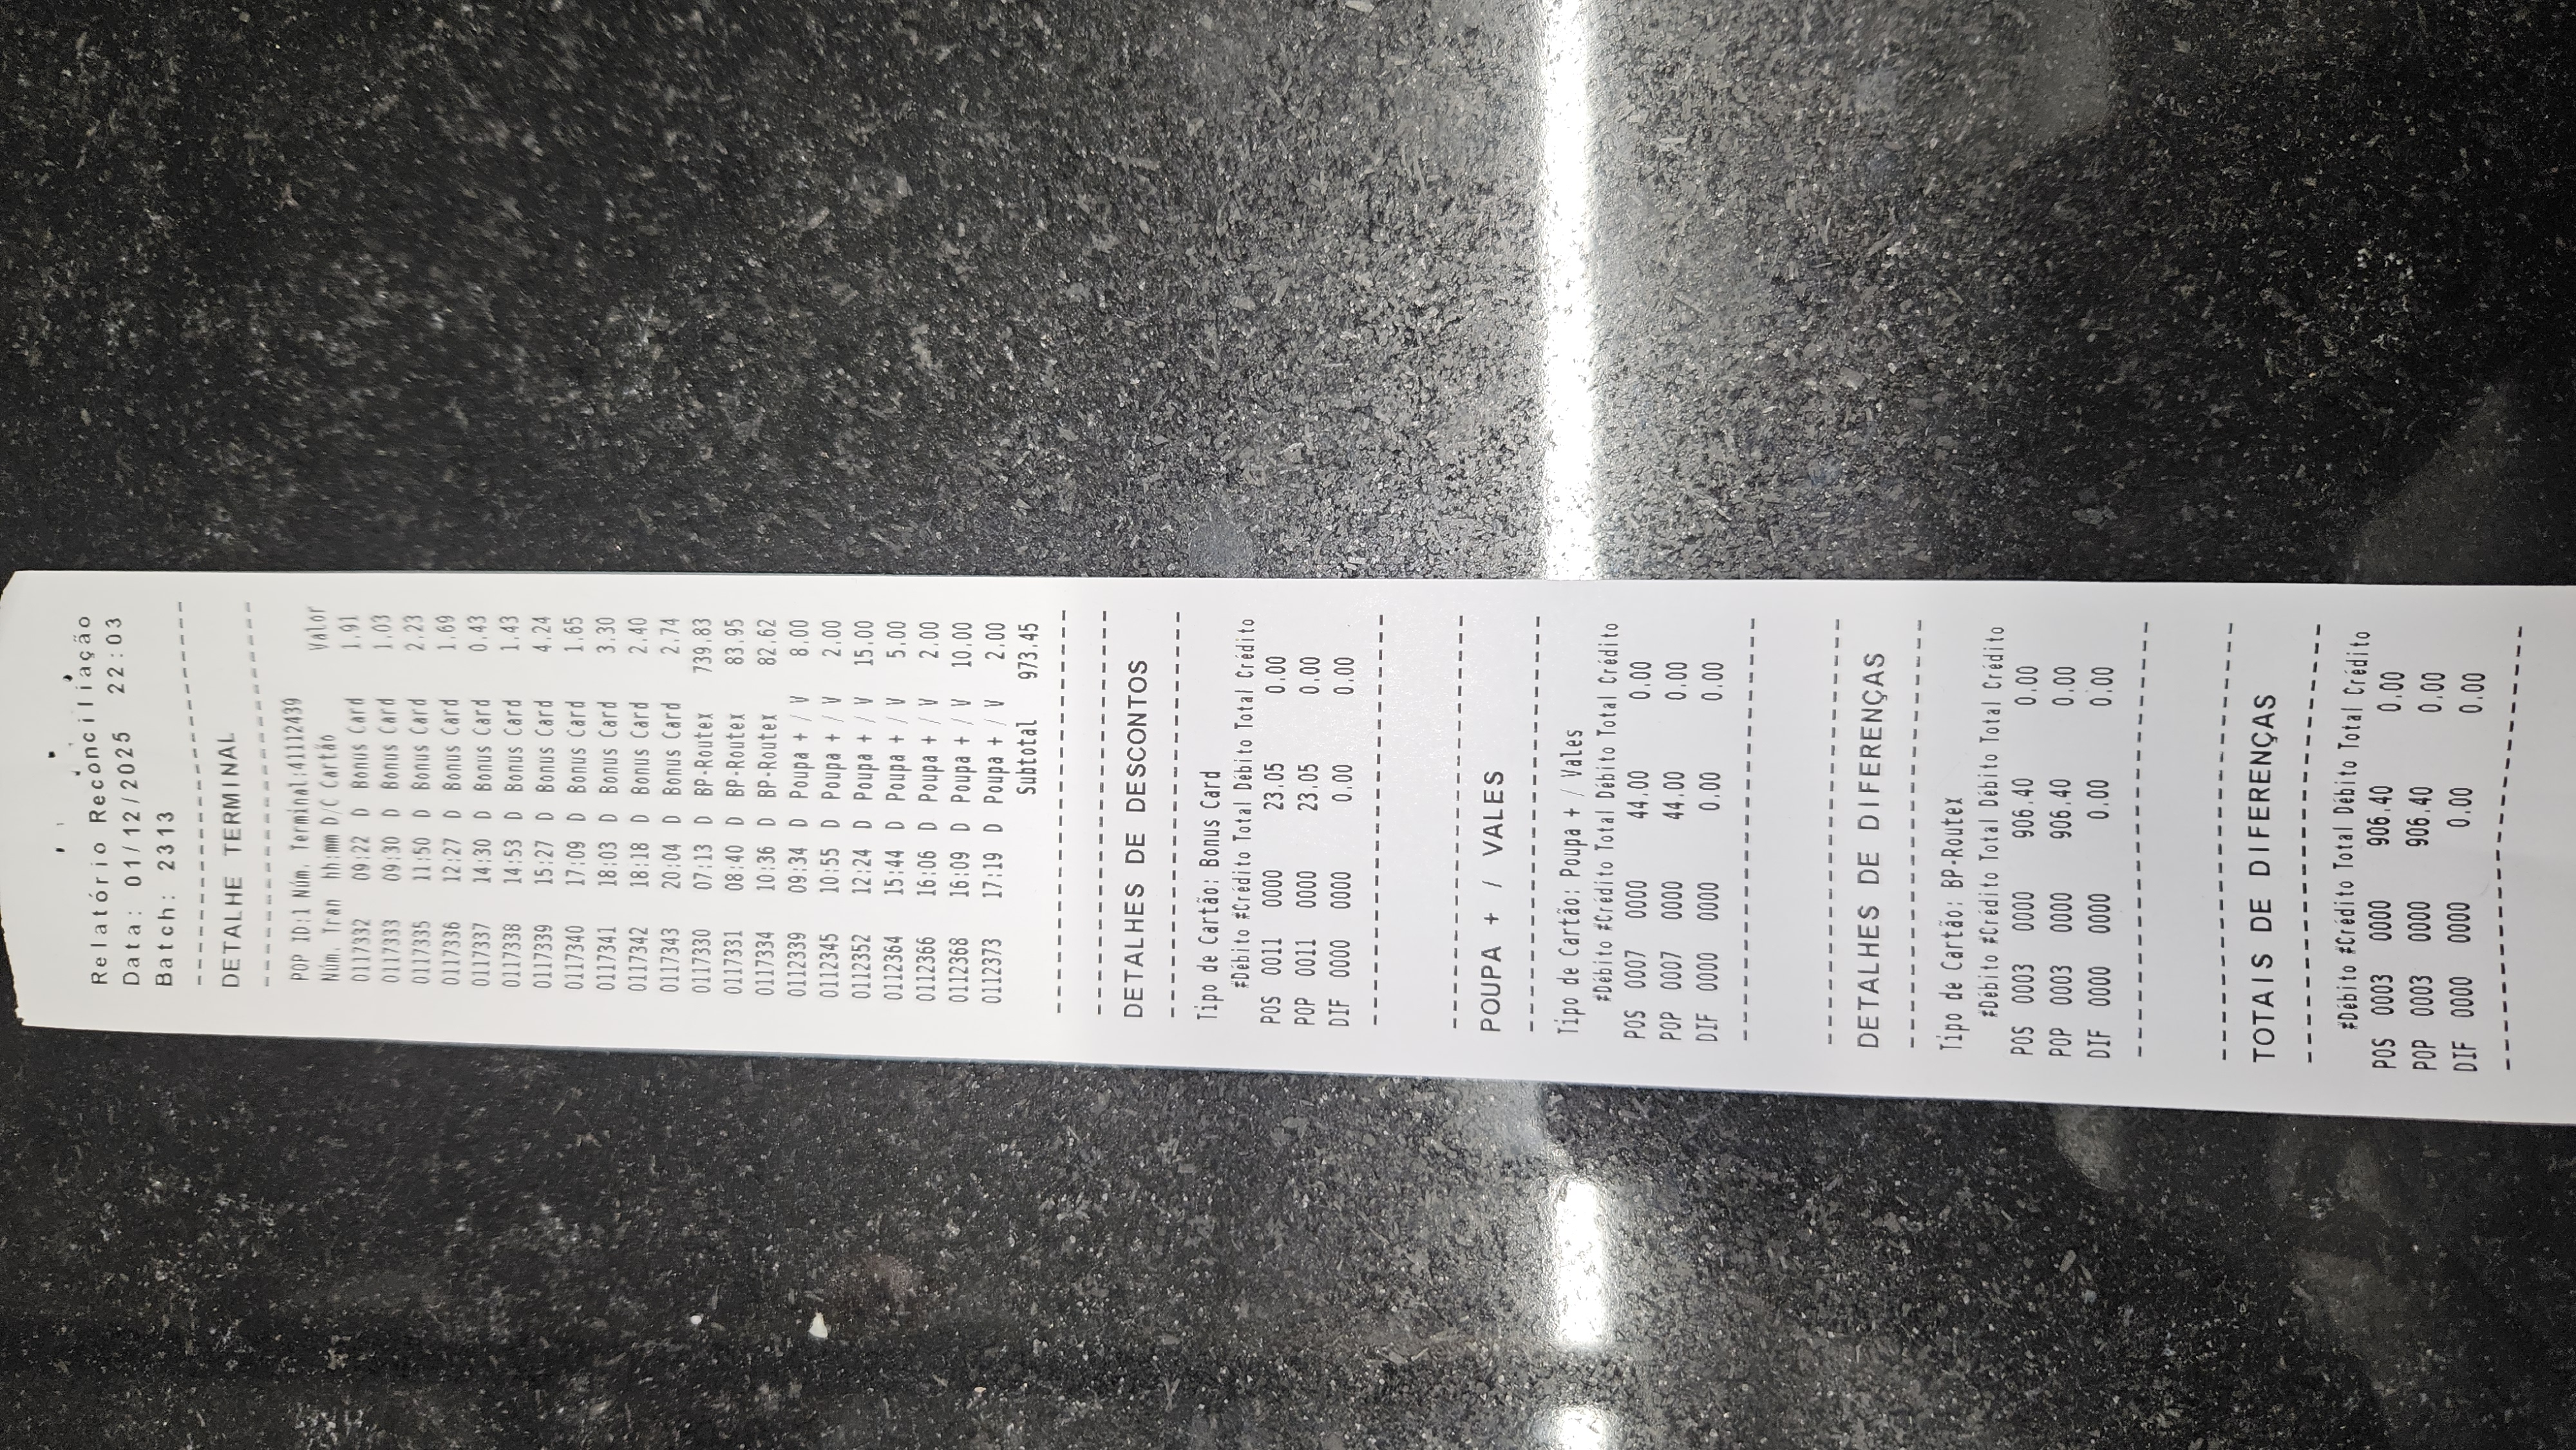 Relatório Reconciliação
Data: 01/12/2025 22:03
Batch: 2313
------------------------
DETALHE TERMINAL
------------------------
POP ID:1 Núm. Terminal:41112439
Núm. Tran hh:mm D/C Cartão Valor
0117332 09:22 D Bonus Card 1.91
0117333 09:30 D Bonus Card 1.03
0117335 11:50 D Bonus Card 2.23
0117336 12:27 D Bonus Card 1.69
0117337 14:30 D Bonus Card 0.43
0117338 14:53 D Bonus Card 1.43
0117339 15:27 D Bonus Card 4.24
0117340 17:09 D Bonus Card 1.65
0117341 18:03 D Bonus Card 3.30
0117342 18:18 D Bonus Card 2.40
0117343 20:04 D Bonus Card 2.74
0117330 07:13 D BP-Routex 739.83
0117331 08:40 D BP-Routex 83.95
0117334 10:36 D BP-Routex 82.62
0112339 09:34 D Poupa + / V 8.00
0112345 10:55 D Poupa + / V 2.00
0112352 12:24 D Poupa + / V 15.00
0112364 15:44 D Poupa + / V 5.00
0112366 16:06 D Poupa + / V 2.00
0112368 16:09 D Poupa + / V 10.00
0112373 17:19 D Poupa + / V 2.00
Subtotal 973.45
------------------------
------------------------
DETALHES DE DESCONTOS
------------------------
Tipo de Cartão: Bonus Card
#Débito #Crédito Total Débito Total Crédito
POS 0011 0000 23.05 0.00
POP 0011 0000 23.05 0.00
DIF 0000 0000 0.00 0.00
------------------------
------------------------
POUPA + / VALES
------------------------
Tipo de Cartão: Poupa + / Vales
#Débito #Crédito Total Débito Total Crédito
POS 0007 0000 44.00 0.00
POP 0007 0000 44.00 0.00
DIF 0000 0000 0.00 0.00
------------------------
------------------------
DETALHES DE DIFERENÇAS
------------------------
Tipo de Cartão: BP-Routex
#Débito #Crédito Total Débito Total Crédito
POS 0003 0000 906.40 0.00
POP 0003 0000 906.40 0.00
DIF 0000 0000 0.00 0.00
------------------------
------------------------
TOTAIS DE DIFERENÇAS
------------------------
#Débito #Crédito Total Débito Total Crédito
POS 0003 0000 906.40 0.00
POP 0003 0000 906.40 0.00
DIF 0000 0000 0.00 0.00
------------------------